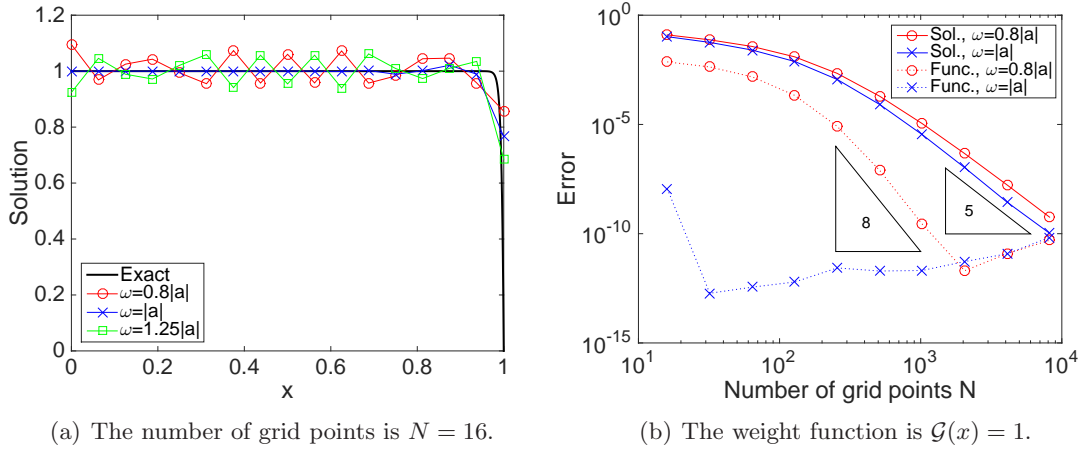 1.2
1
0.8
0.6
0.4
0.2
0
Solution
Exact
ω=0.8|a|
ω=|a|
ω=1.25|a|
0 0.2 0.4 0.6 0.8 1
x
(a) The number of grid points is N = 16.
10^0
10^-5
10^-10
10^-15
Error
Sol., ω=0.8|a|
Sol., ω=|a|
Func., ω=0.8|a|
Func., ω=|a|
8
5
10^1 10^2 10^3 10^4
Number of grid points N
(b) The weight function is 𝒢(x) = 1.